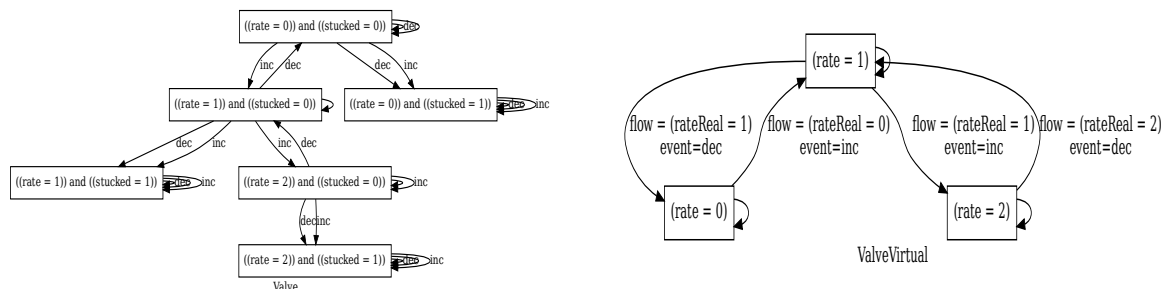 ((rate = 0)) and ((stucked = 0))
dec
inc
dec
dec
inc
((rate = 1)) and ((stucked = 0))
((rate = 0)) and ((stucked = 1))
dec
inc
dec
inc
inc
dec
((rate = 1)) and ((stucked = 1))
dec
inc
((rate = 2)) and ((stucked = 0))
inc
dec
inc
((rate = 2)) and ((stucked = 1))
dec
inc
Valve
(rate = 1)
flow = (rateReal = 1)
event=dec
flow = (rateReal = 0)
event=inc
flow = (rateReal = 1)
event=inc
flow = (rateReal = 2)
event=dec
(rate = 0)
(rate = 2)
ValveVirtual